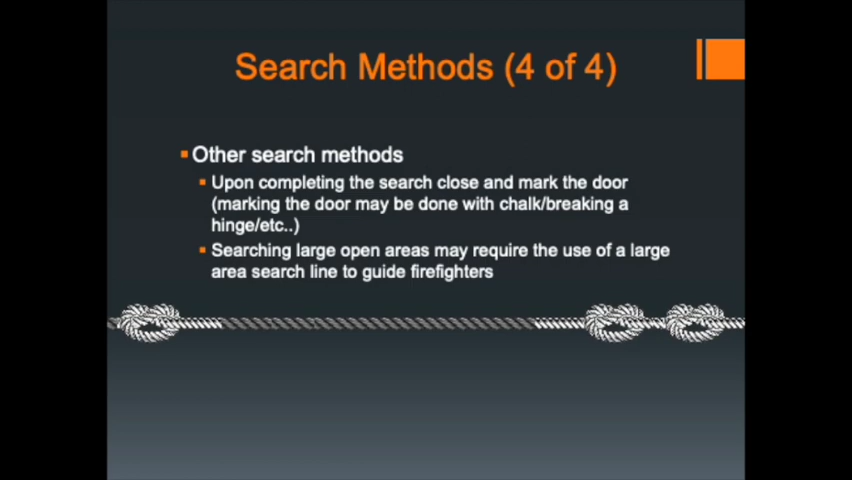 Search Methods (4 of 4)
Other search methods
Upon completing the search close and mark the door
(marking the door may be done with chalk/breaking a
hinge/etc..)
Searching large open areas may require the use of a large
area search line to guide firefighters